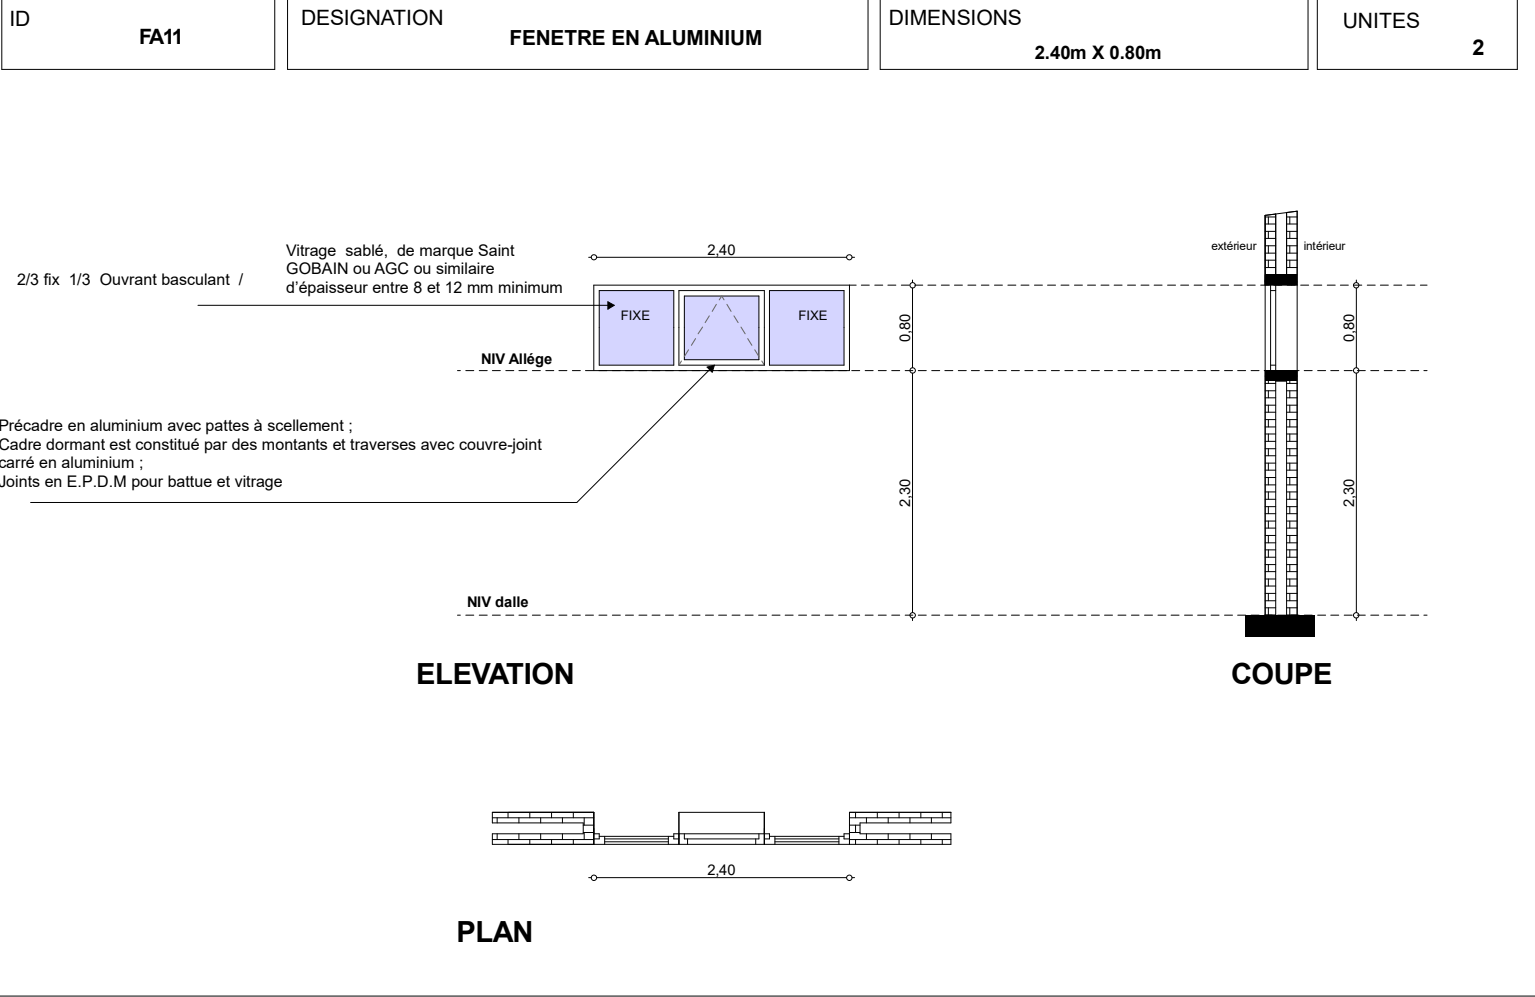 ID
FA11
DESIGNATION
FENETRE EN ALUMINIUM
DIMENSIONS
2.40m X 0.80m
UNITES
2
2/3 fix 1/3 Ouvrant basculant /
Vitrage sablé, de marque Saint
GOBAIN ou AGC ou similaire
d'épaisseur entre 8 et 12 mm minimum
2,40
extérieur
intérieur
FIXE
FIXE
0,80
0,80
NIV Allége
Précadre en aluminium avec pattes à scellement ;
Cadre dormant est constitué par des montants et traverses avec couvre-joint
carré en aluminium ;
Joints en E.P.D.M pour battue et vitrage
2,30
2,30
NIV dalle
ELEVATION
COUPE
2,40
PLAN